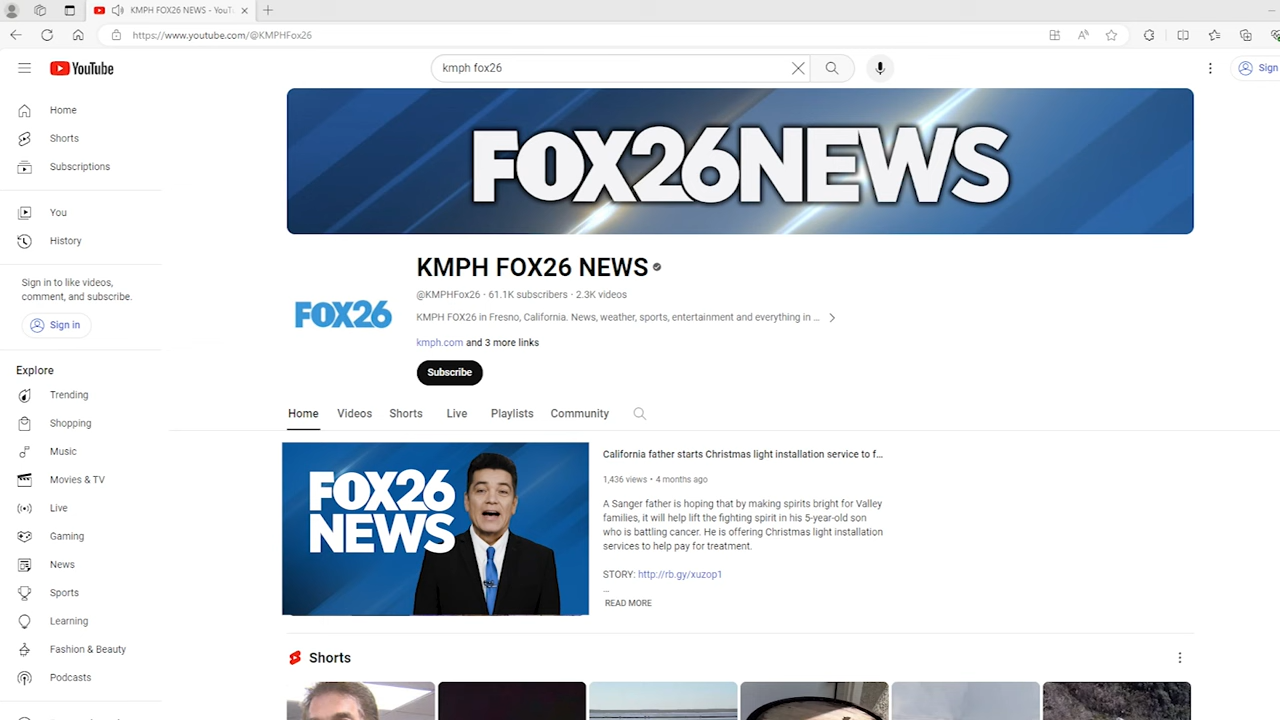 KMPH FOX26 NEWS - YouTu
https://www.youtube.com/@KMPHFox26
YouTube
kmph fox26
Sign
Home
Shorts
Subscriptions
You
History
Sign in to like videos,
comment, and subscribe.
Sign in
Explore
Trending
Shopping
Music
Movies & TV
Live
Gaming
News
Sports
Learning
Fashion & Beauty
Podcasts
FOX26NEWS
FOX26
KMPH FOX26 NEWS
@KMPHFox26 · 61.1K subscribers · 2.3K videos
KMPH FOX26 in Fresno, California. News, weather, sports, entertainment and everything in ...
kmph.com and 3 more links
Subscribe
Home Videos Shorts Live Playlists Community
FOX26
NEWS
California father starts Christmas light installation service to f...
1,436 views • 4 months ago
A Sanger father is hoping that by making spirits bright for Valley
families, it will help lift the fighting spirit in his 5-year-old son
who is battling cancer. He is offering Christmas light installation
services to help pay for treatment.
STORY: http://rb.gy/xuzop1
...
READ MORE
Shorts